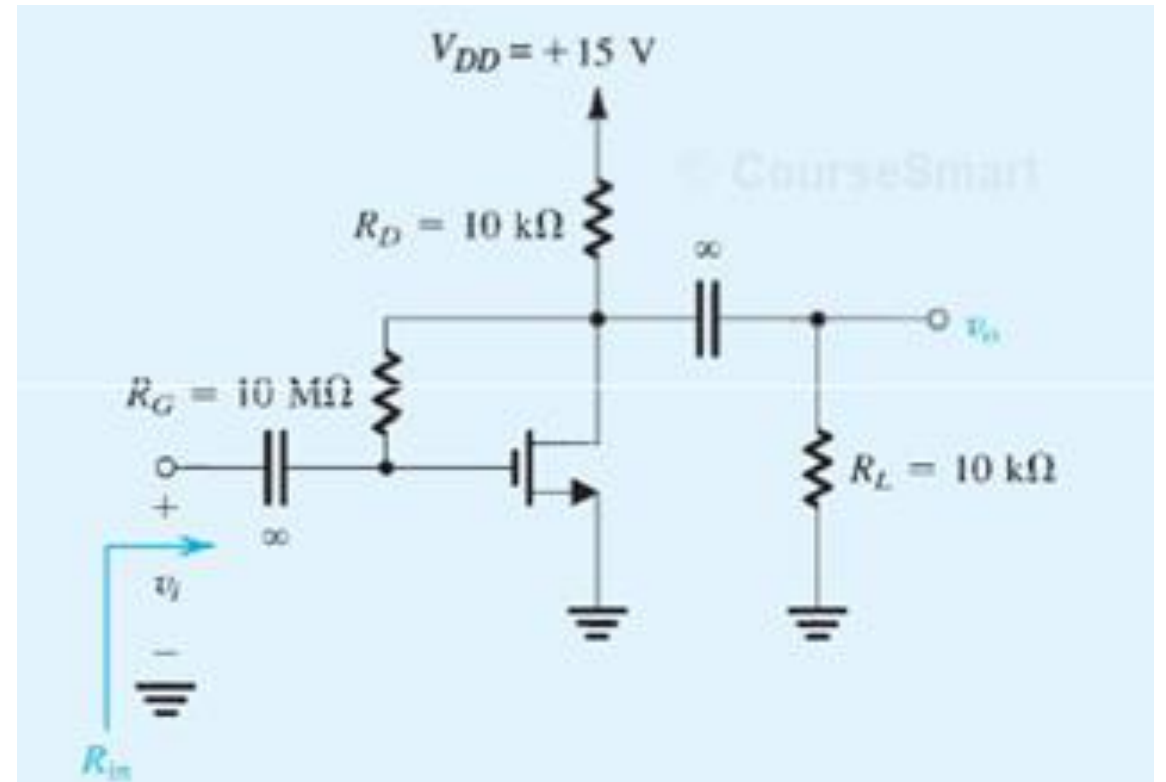 V_DD = +15 V
© CourseSmart
R_D = 10 kΩ
∞
v_o
R_G = 10 MΩ
R_L = 10 kΩ
+
∞
v_i
−
R_in